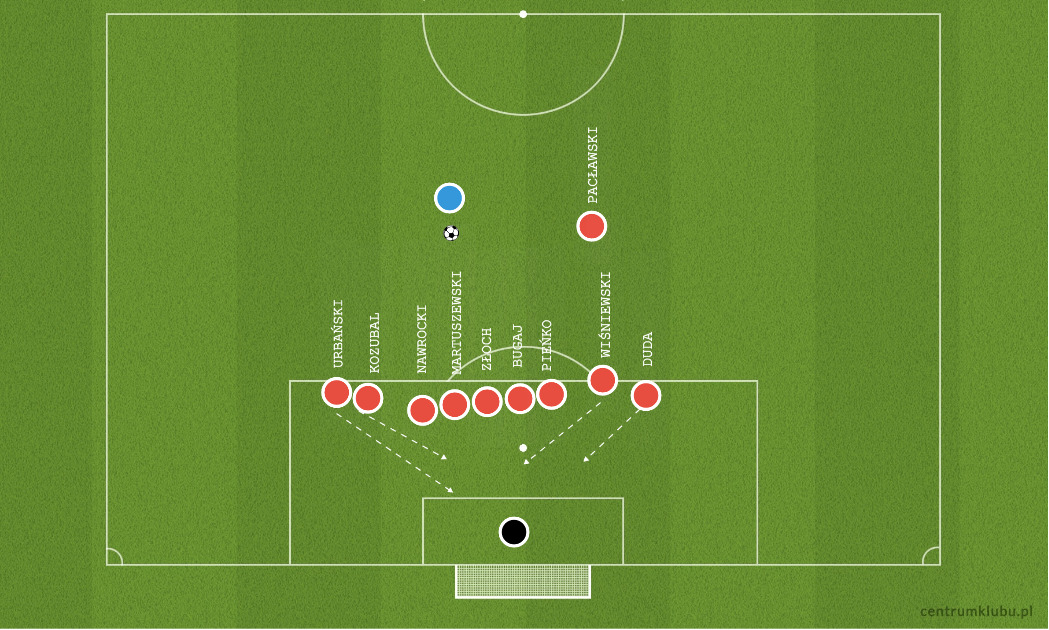 PACŁAWSKI
URBAŃSKI
KOZUBAL
NAWROCKI
MARTUSZEWSKI
ZŁOCH
BUGAJ
PIEŃKO
WIŚNIEWSKI
DUDA
centrumklubu.pl